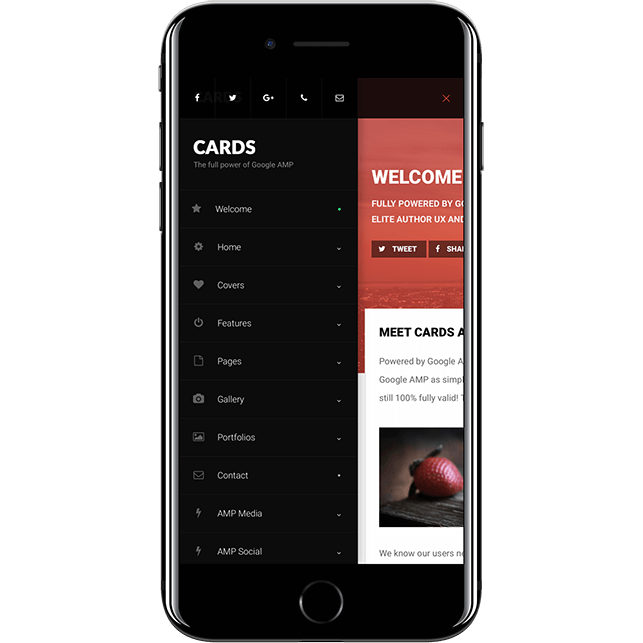 CARDS
The full power of Google AMP
Welcome
Home
Covers
Features
Pages
Gallery
Portfolios
Contact
AMP Media
AMP Social
WELCOME
FULLY POWERED BY GO
ELITE AUTHOR UX AND
TWEET
SHA
MEET CARDS A
Powered by Google A
Google AMP as simpl
still 100% fully valid! T
We know our users no